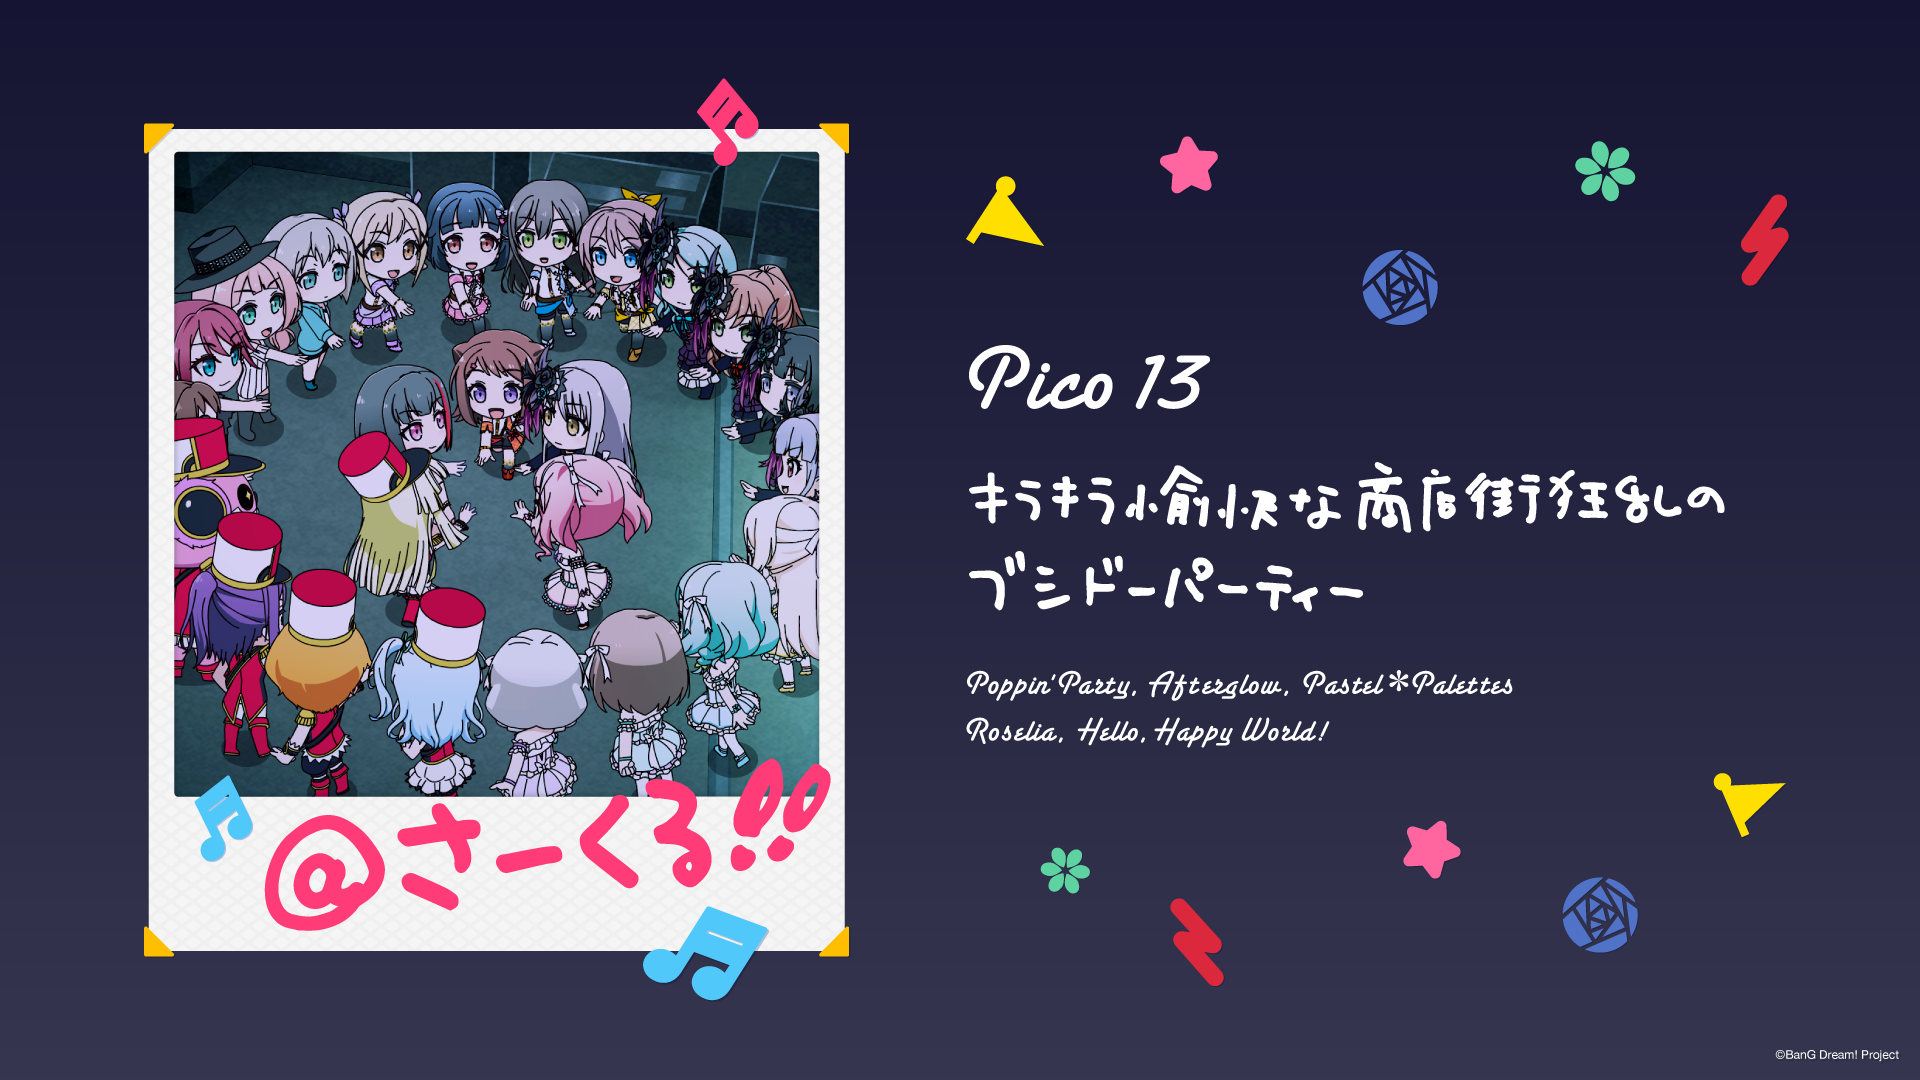 @さーくる!!
Pico 13
キラキラ愉快な商店街狂乱の
ブシドーパーティー
Poppin'Party, Afterglow, Pastel*Palettes
Roselia, Hello, Happy World!
©BanG Dream! Project